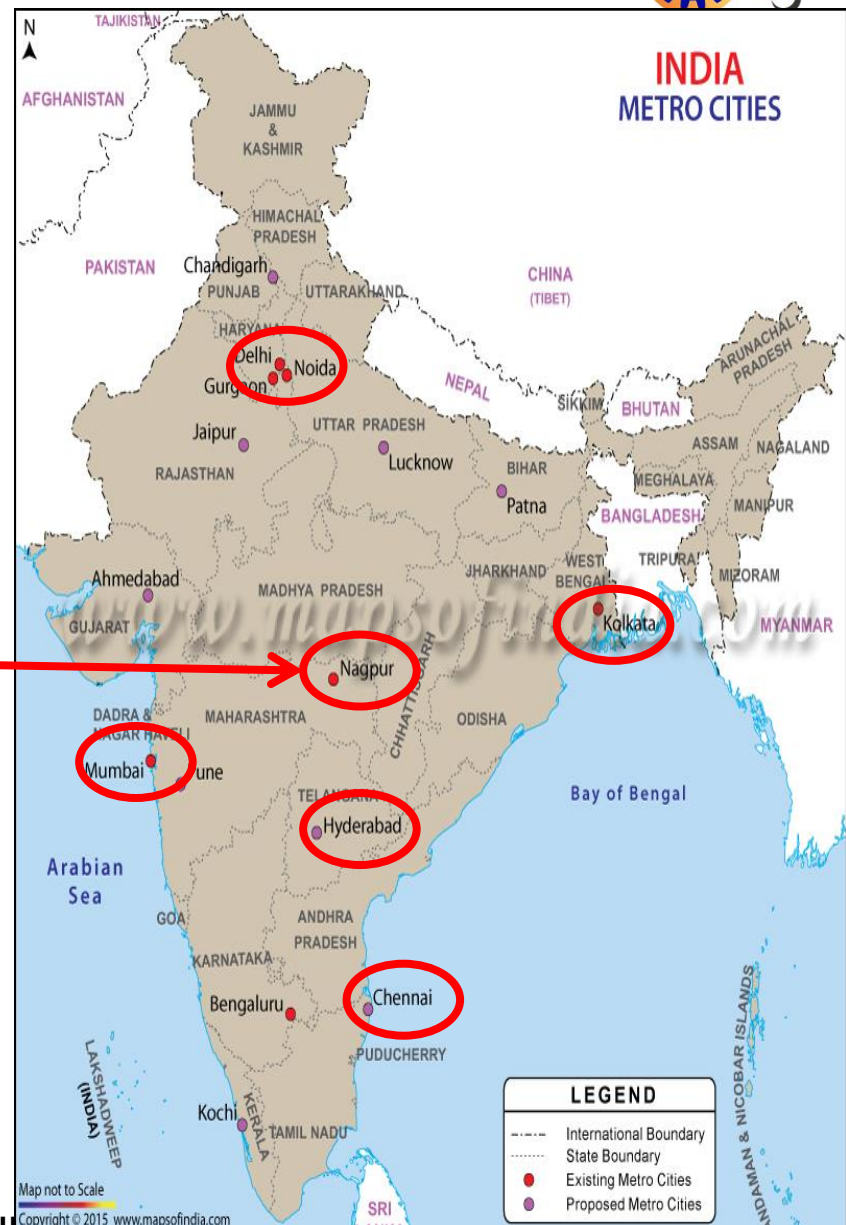 N
TAJIKISTAN
INDIA
METRO CITIES
AFGHANISTAN
JAMMU
&
KASHMIR
HIMACHAL
PRADESH
PAKISTAN
Chandigarh
CHINA
(TIBET)
PUNJAB
UTTARAKHAND
HARYANA
ARUNACHAL
PRADESH
Delhi
Noida
Gurgaon
NEPAL
SIKKIM
BHUTAN
Jaipur
UTTAR PRADESH
Lucknow
ASSAM
NAGALAND
RAJASTHAN
BIHAR
MEGHALAYA
Patna
MANIPUR
BANGLADESH
JHARKHAND
WEST
BENGAL
TRIPURA
MIZORAM
Ahmedabad
MADHYA PRADESH
GUJARAT
www.mapsofindia.com
Kolkata
MYANMAR
Nagpur
CHHATTISGARH
DADRA &
NAGAR HAVELI
MAHARASHTRA
ODISHA
Mumbai
une
TELANGANA
Bay of Bengal
Hyderabad
Arabian
Sea
GOA
ANDHRA
PRADESH
KARNATAKA
Bengaluru
Chennai
PUDUCHERRY
LAKSHADWEEP
(INDIA)
Kochi
KERALA
TAMIL NADU
NDAMAN & NICOBAR ISLANDS
LEGEND
International Boundary
State Boundary
Existing Metro Cities
Proposed Metro Cities
SRI
Map not to Scale
Copyright © 2015 www.mapsofindia.com